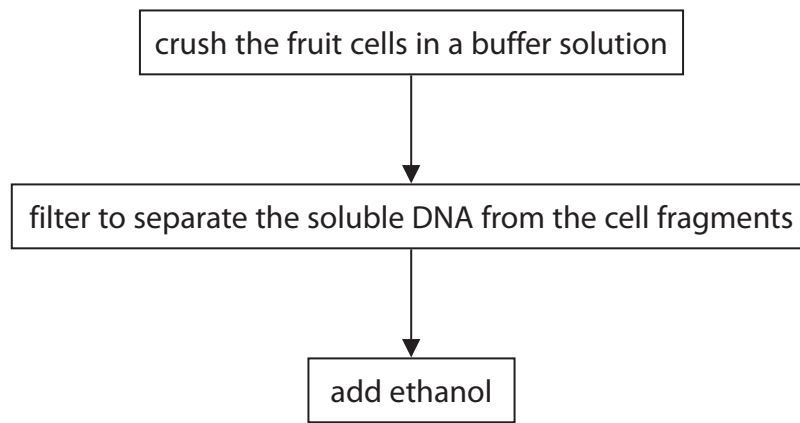 crush the fruit cells in a buffer solution
filter to separate the soluble DNA from the cell fragments
add ethanol